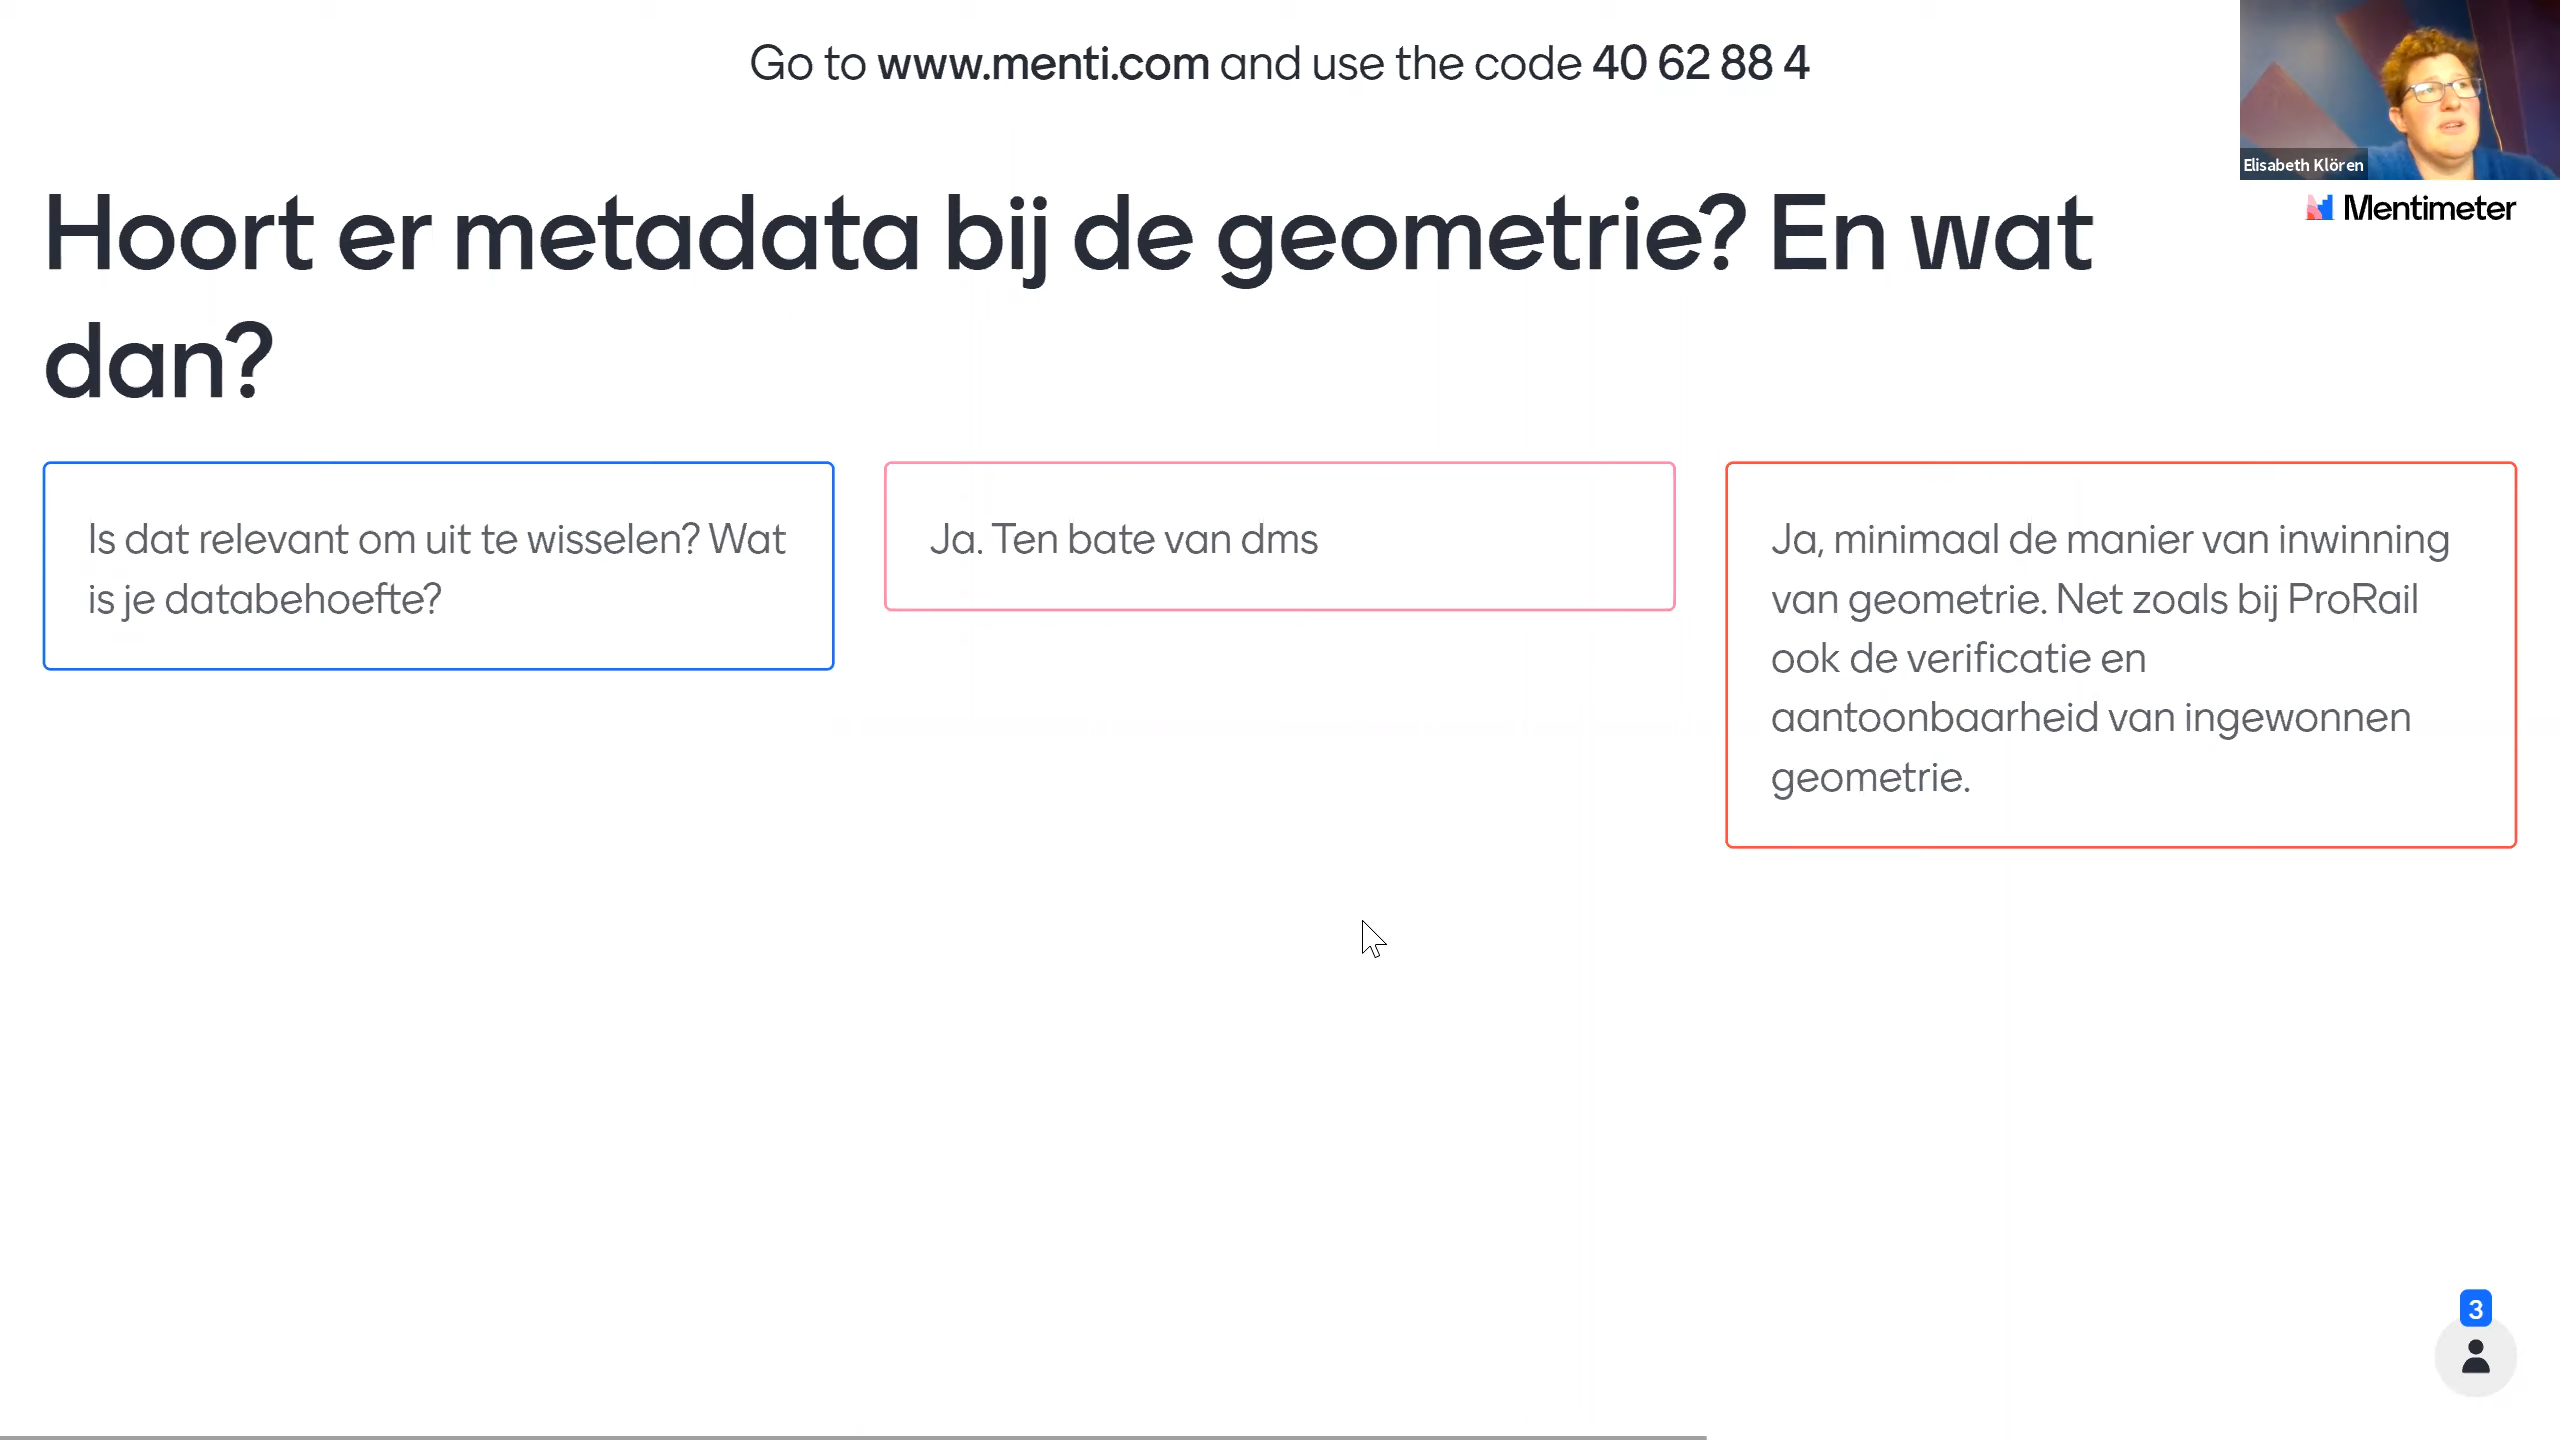 Go to www.menti.com and use the code 40 62 88 4
Elisabeth Klören
Mentimeter
Hoort er metadata bij de geometrie? En wat
dan?
Is dat relevant om uit te wisselen? Wat
is je databehoefte?
Ja. Ten bate van dms
Ja, minimaal de manier van inwinning
van geometrie. Net zoals bij ProRail
ook de verificatie en
aantoonbaarheid van ingewonnen
geometrie.
3